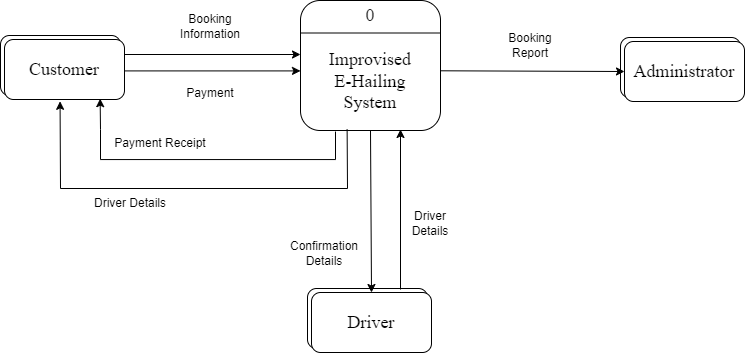 Booking
Information
0
Booking
Report
Customer
Improvised
E-Hailing
System
Administrator
Payment
Payment Receipt
Driver Details
Driver
Details
Confirmation
Details
Driver